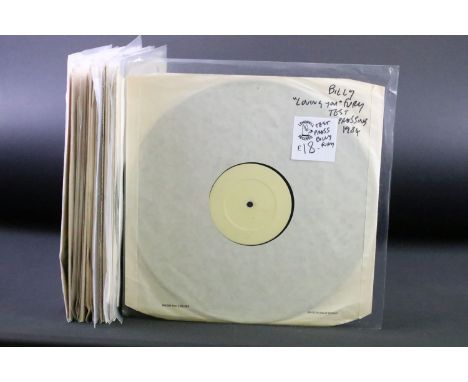 BILLY
"LOVING YOU" FURY
TEST
PRESSING
1984
TEST
PRESS
BILLY
FURY
£18